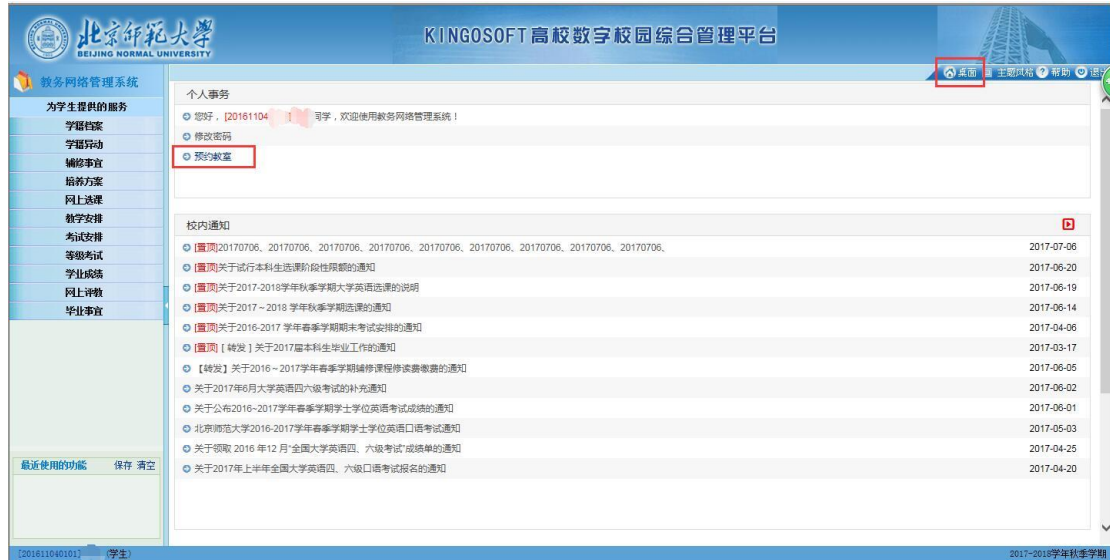 北京师范大学
BEIJING NORMAL UNIVERSITY
KINGOSOFT高校数字校园综合管理平台
桌面 主题风格 帮助
教务网络管理系统
为学生提供的服务
学籍档案
学籍异动
辅修事宜
培养方案
网上选课
教学安排
考试安排
等级考试
学业成绩
网上评教
毕业事宜
最近使用的功能 保存 清空
个人事务
您好，[20161104 同学，欢迎使用教务网络管理系统！
修改密码
预约教室
校内通知
[置顶]20170706、20170706、20170706、20170706、20170706、20170706、20170706、20170706、20170706、 2017-07-06
[置顶]关于试行本科生选课阶段性限额的通知 2017-06-20
[置顶]关于2017-2018学年秋季学期大学英语选课的说明 2017-06-19
[置顶]关于2017～2018 学年秋季学期选课的通知 2017-06-14
[置顶]关于2016-2017 学年春季学期期末考试安排的通知 2017-04-06
[置顶] [ 转发 ] 关于2017届本科生毕业工作的通知 2017-03-17
【转发】关于2016～2017学年春季学期辅修课程修读费缴费的通知 2017-06-05
关于2017年6月大学英语四六级考试的补充通知 2017-06-02
关于公布2016~2017学年春季学期学士学位英语考试成绩的通知 2017-06-01
北京师范大学2016-2017学年春季学期学士学位英语口语考试通知 2017-05-03
关于领取 2016 年12 月“全国大学英语四、六级考试”成绩单的通知 2017-04-25
关于2017年上半年全国大学英语四、六级口语考试报名的通知 2017-04-20
[201611040101] (学生) 2017-2018学年秋季学期